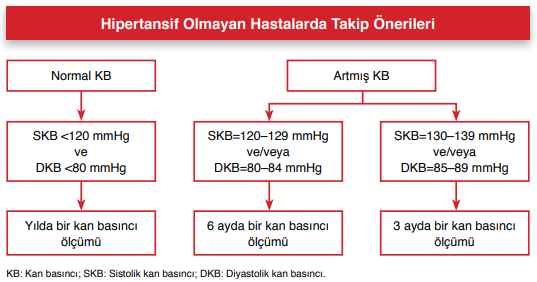 Hipertansif Olmayan Hastalarda Takip Önerileri
Normal KB
Artmış KB
SKB <120 mmHg
ve
DKB <80 mmHg
SKB=120–129 mmHg
ve/veya
DKB=80–84 mmHg
SKB=130–139 mmHg
ve/veya
DKB=85–89 mmHg
Yılda bir kan basıncı
ölçümü
6 ayda bir kan basıncı
ölçümü
3 ayda bir kan basıncı
ölçümü
KB: Kan basıncı; SKB: Sistolik kan basıncı; DKB: Diyastolik kan basıncı.